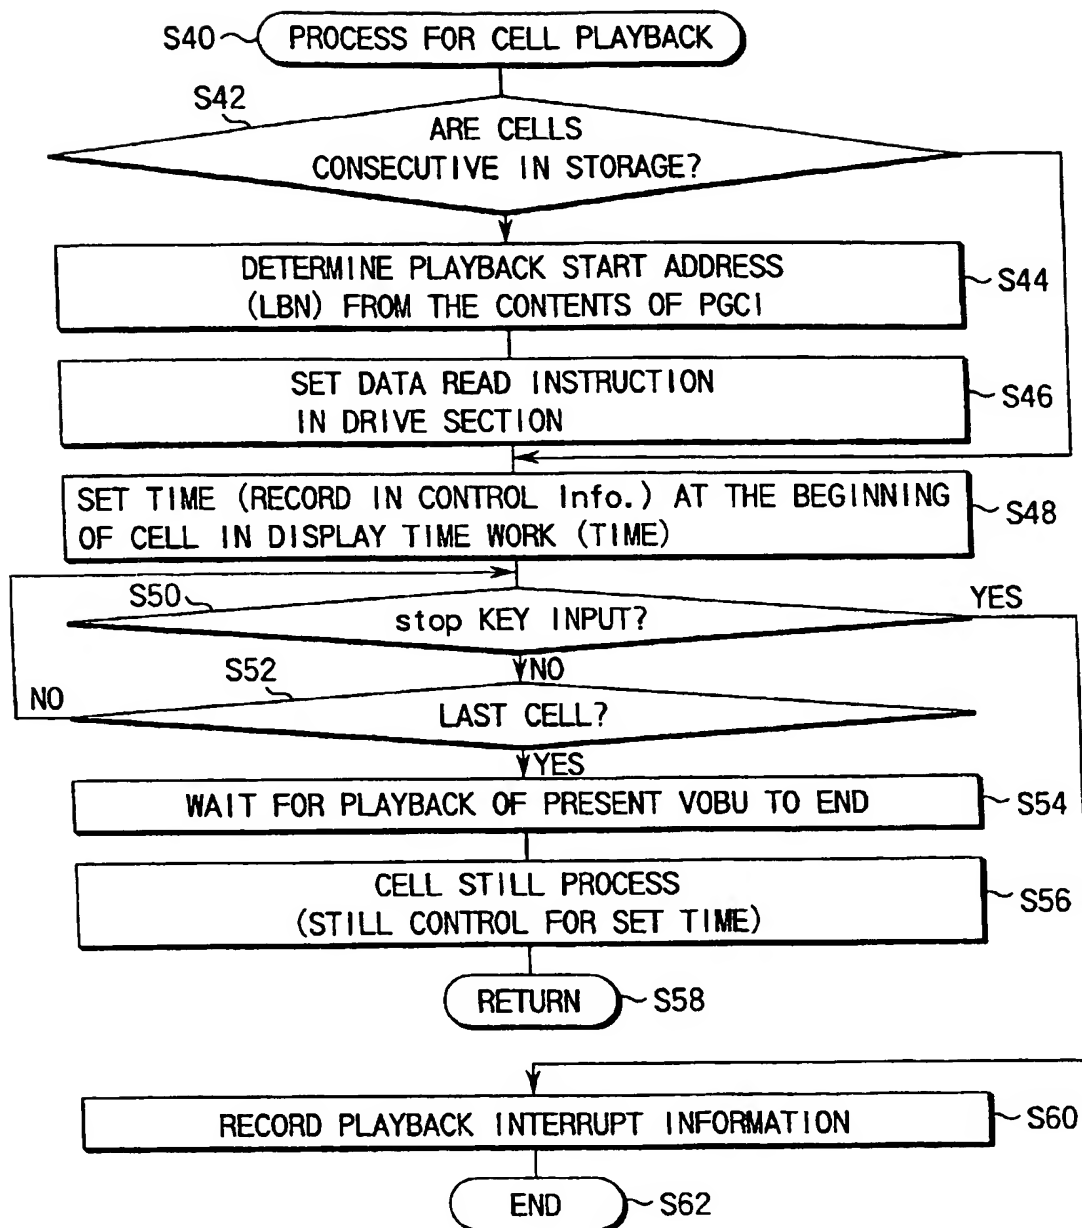 S40
PROCESS FOR CELL PLAYBACK
S42
ARE CELLS
CONSECUTIVE IN STORAGE?
DETERMINE PLAYBACK START ADDRESS
(LBN) FROM THE CONTENTS OF PGCI
S44
SET DATA READ INSTRUCTION
IN DRIVE SECTION
S46
SET TIME (RECORD IN CONTROL Info.) AT THE BEGINNING
OF CELL IN DISPLAY TIME WORK (TIME)
S48
S50
stop KEY INPUT?
YES
NO
S52
NO
LAST CELL?
YES
WAIT FOR PLAYBACK OF PRESENT VOBU TO END
S54
CELL STILL PROCESS
(STILL CONTROL FOR SET TIME)
S56
RETURN
S58
RECORD PLAYBACK INTERRUPT INFORMATION
S60
END
S62